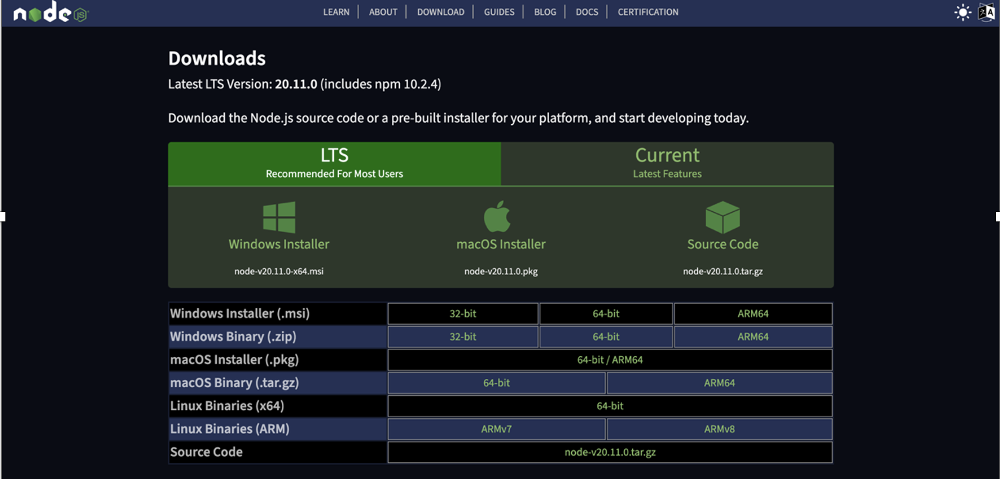 node JS
LEARN ABOUT DOWNLOAD GUIDES BLOG DOCS CERTIFICATION
Downloads
Latest LTS Version: 20.11.0 (includes npm 10.2.4)
Download the Node.js source code or a pre-built installer for your platform, and start developing today.
LTS
Recommended For Most Users
Current
Latest Features
Windows Installer
node-v20.11.0-x64.msi
macOS Installer
node-v20.11.0.pkg
Source Code
node-v20.11.0.tar.gz
Windows Installer (.msi) 32-bit 64-bit ARM64
Windows Binary (.zip) 32-bit 64-bit ARM64
macOS Installer (.pkg) 64-bit / ARM64
macOS Binary (.tar.gz) 64-bit ARM64
Linux Binaries (x64) 64-bit
Linux Binaries (ARM) ARMv7 ARMv8
Source Code node-v20.11.0.tar.gz